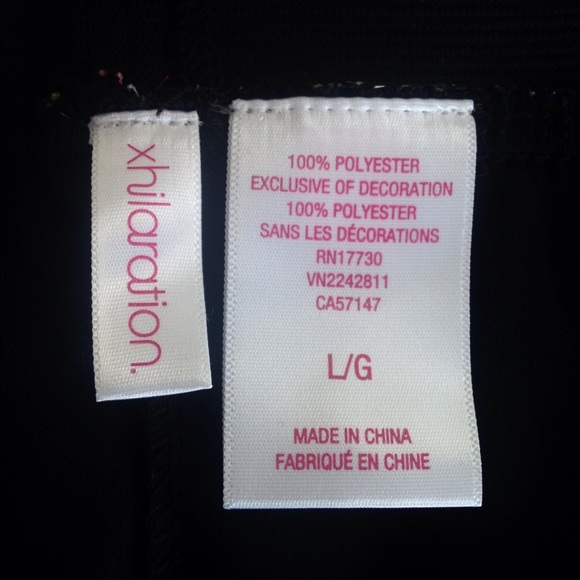 xhilaration.
100% POLYESTER
EXCLUSIVE OF DECORATION
100% POLYESTER
SANS LES DÉCORATIONS
RN17730
VN2242811
CA57147
L/G
MADE IN CHINA
FABRIQUÉ EN CHINE